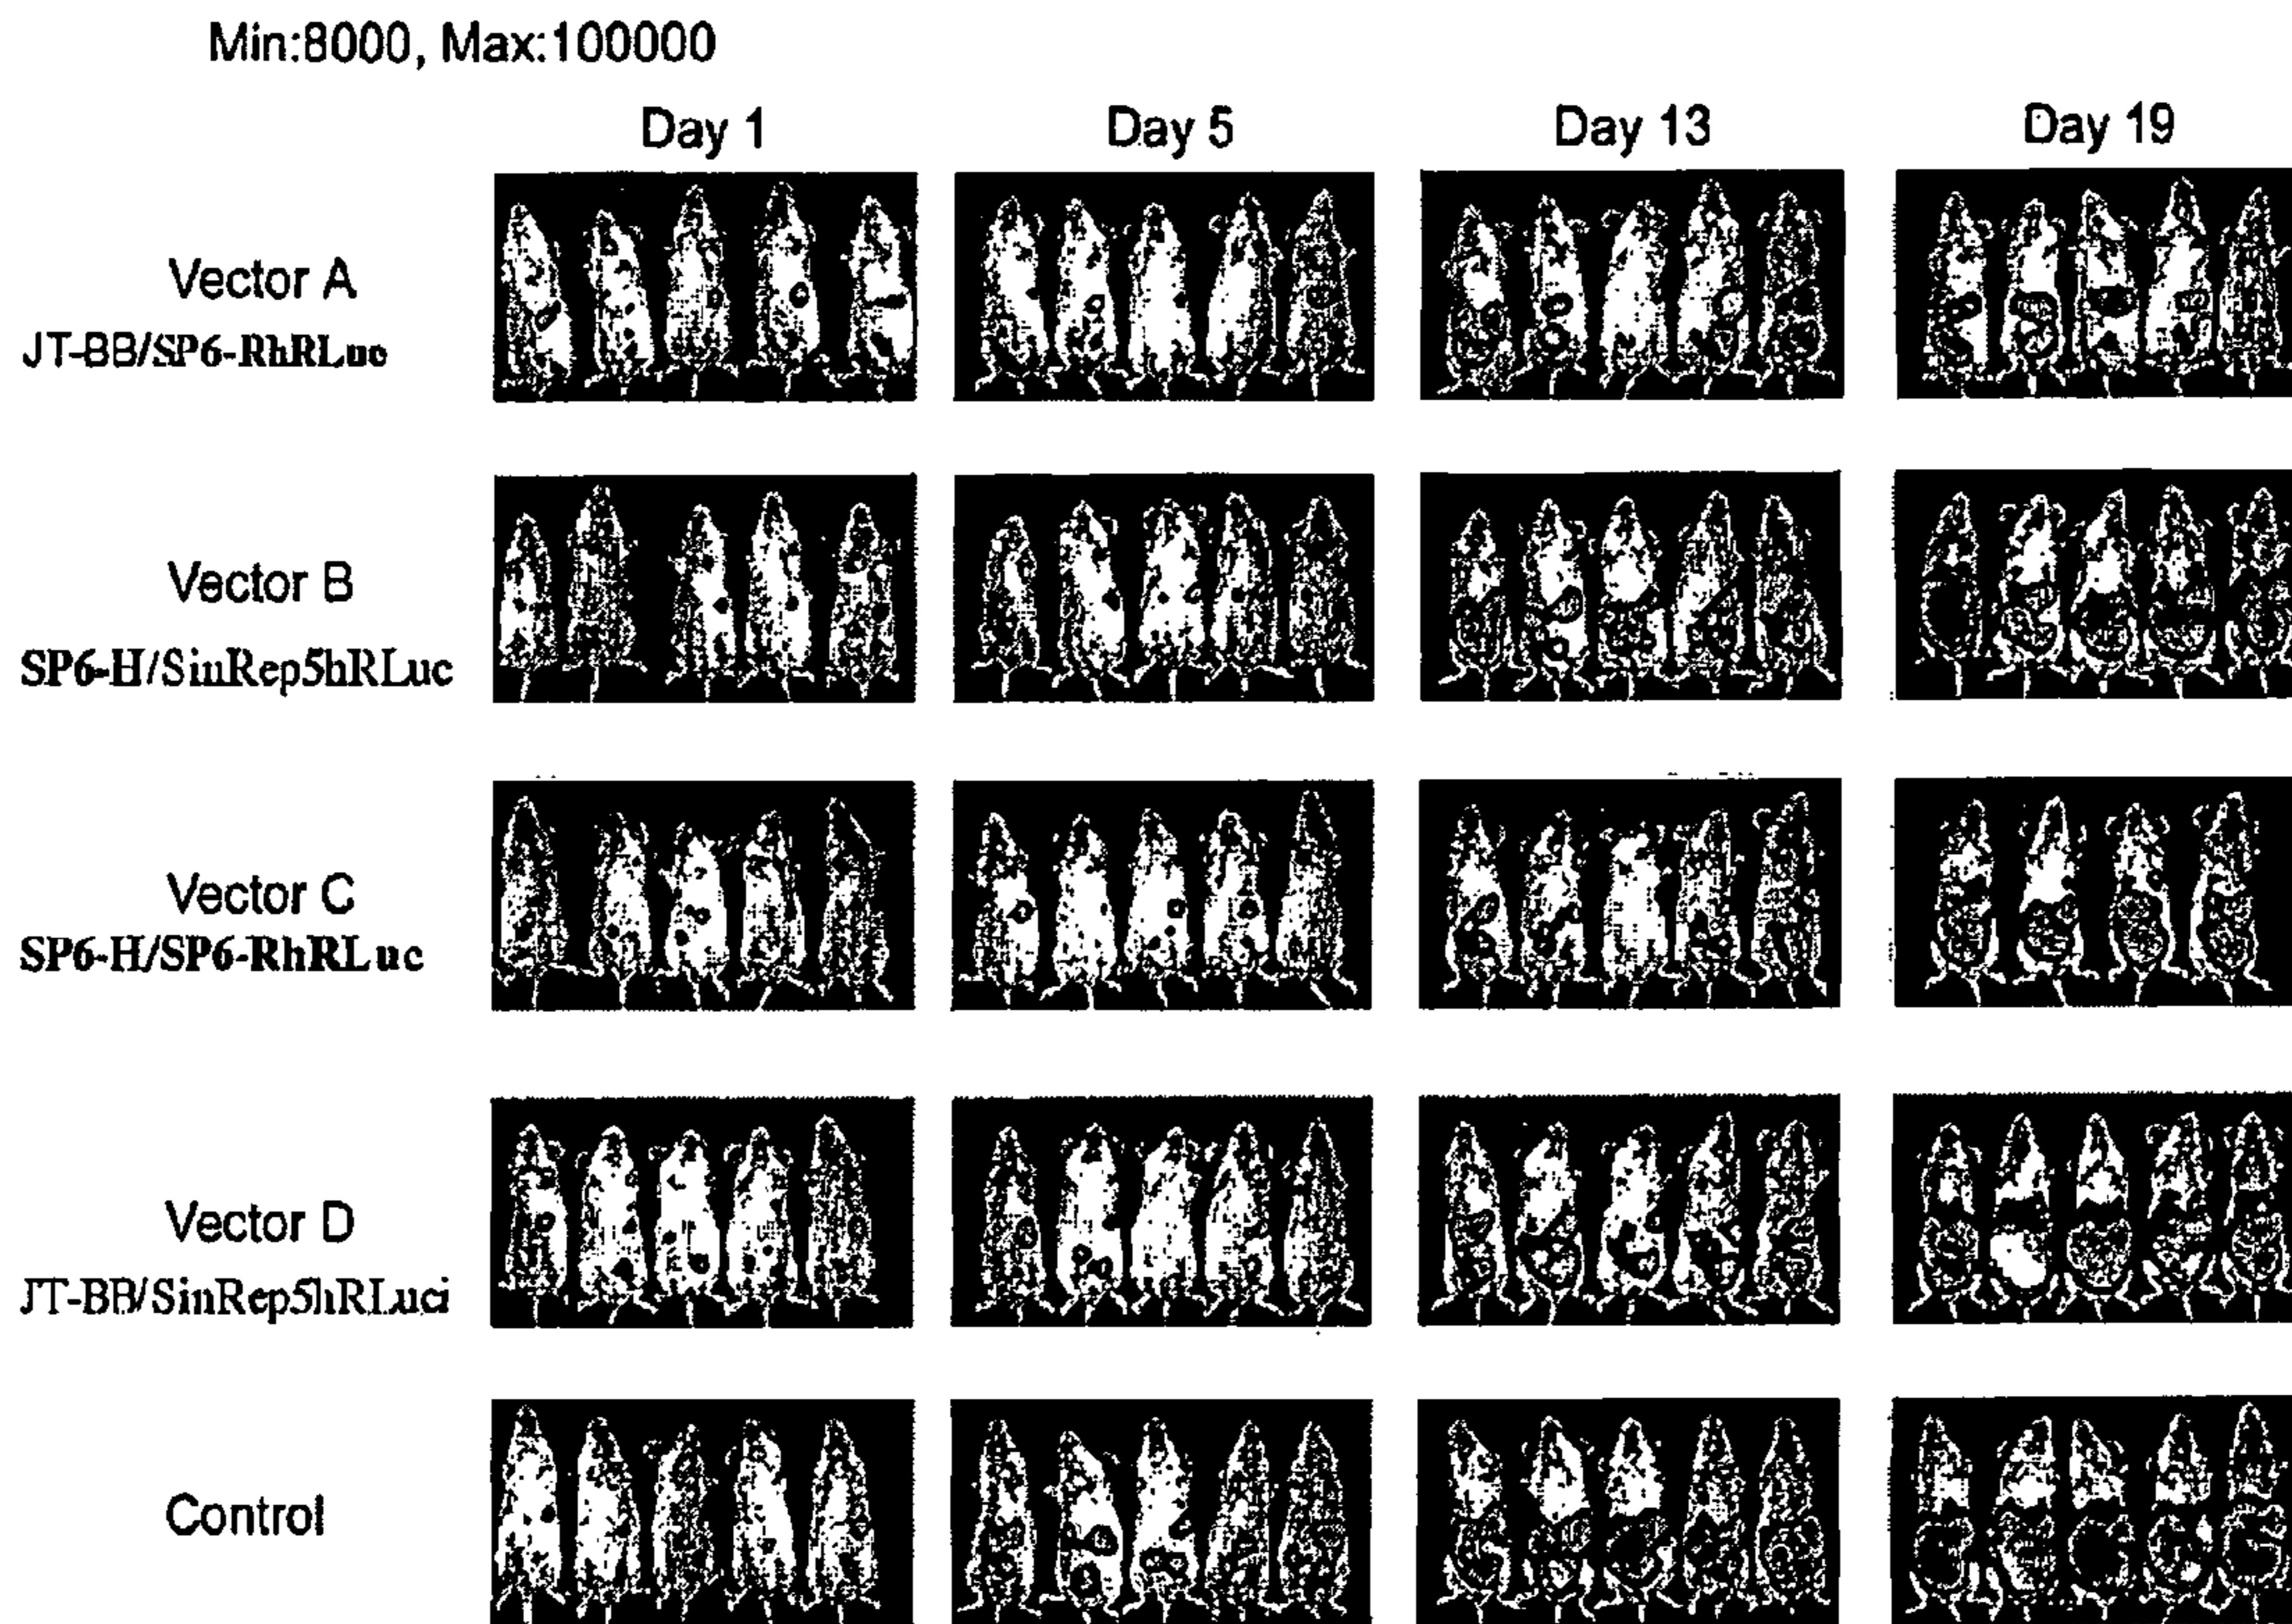 Min:8000, Max:100000
Day 1 Day 5 Day 13 Day 19
Vector A
JT-BB/SP6-RhRLuc
Vector B
SP6-H/SinRep5hRLuc
Vector C
SP6-H/SP6-RhRLuc
Vector D
JT-BB/SinRep5hRLuci
Control